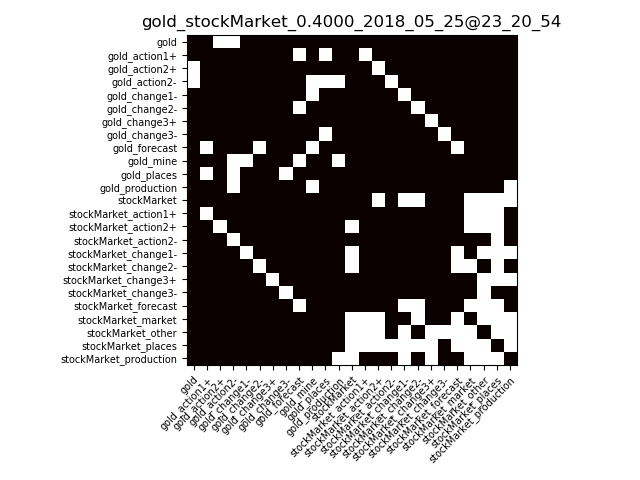 gold_stockMarket_0.4000_2018_05_25@23_20_54
gold
gold_action1+
gold_action2+
gold_action2-
gold_change1-
gold_change2-
gold_change3+
gold_change3-
gold_forecast
gold_mine
gold_places
gold_production
stockMarket
stockMarket_action1+
stockMarket_action2+
stockMarket_action2-
stockMarket_change1-
stockMarket_change2-
stockMarket_change3+
stockMarket_change3-
stockMarket_forecast
stockMarket_market
stockMarket_other
stockMarket_places
stockMarket_production
gold
gold_action1+
gold_action2+
gold_action2-
gold_change1-
gold_change2-
gold_change3+
gold_change3-
gold_forecast
gold_mine
gold_places
gold_production
stockMarket
stockMarket_action1+
stockMarket_action2+
stockMarket_action2-
stockMarket_change1-
stockMarket_change2-
stockMarket_change3+
stockMarket_change3-
stockMarket_forecast
stockMarket_market
stockMarket_other
stockMarket_places
stockMarket_production